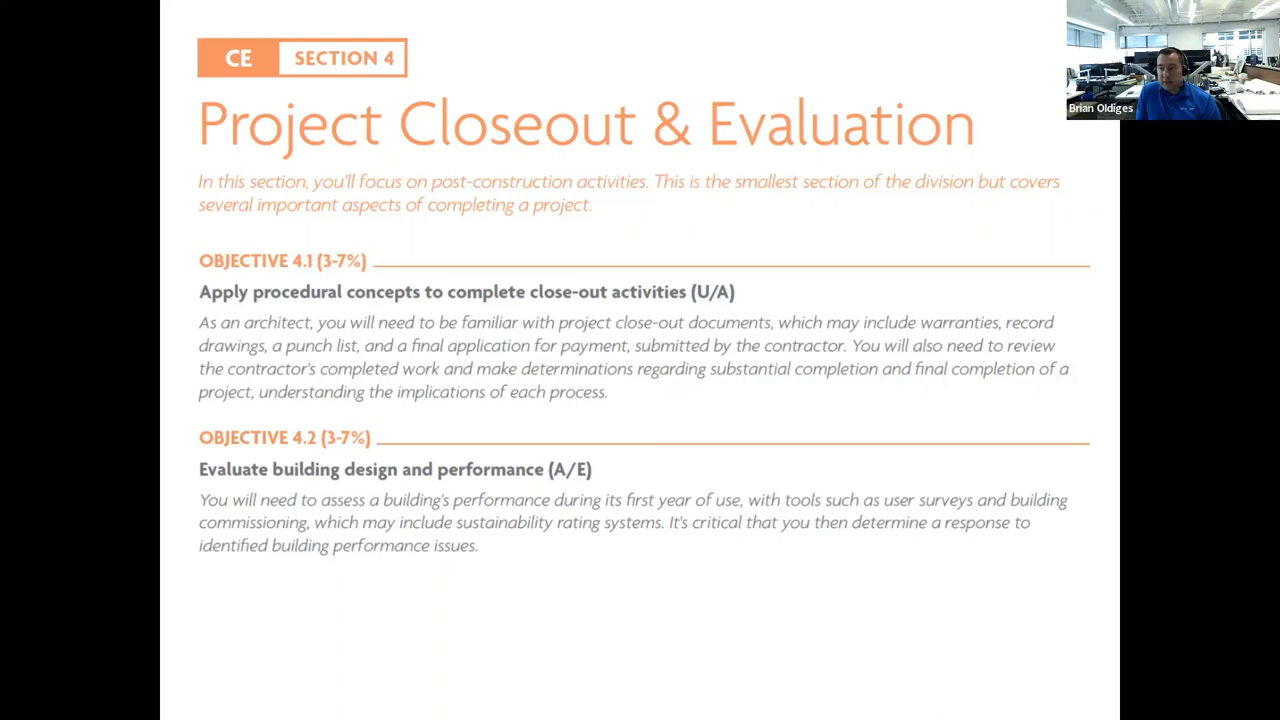 CE SECTION 4
Project Closeout & Evaluation
In this section, you'll focus on post-construction activities. This is the smallest section of the division but covers
several important aspects of completing a project.
OBJECTIVE 4.1 (3-7%)
Apply procedural concepts to complete close-out activities (U/A)
As an architect, you will need to be familiar with project close-out documents, which may include warranties, record
drawings, a punch list, and a final application for payment, submitted by the contractor. You will also need to review
the contractor's completed work and make determinations regarding substantial completion and final completion of a
project, understanding the implications of each process.
OBJECTIVE 4.2 (3-7%)
Evaluate building design and performance (A/E)
You will need to assess a building's performance during its first year of use, with tools such as user surveys and building
commissioning, which may include sustainability rating systems. It's critical that you then determine a response to
identified building performance issues.
Brian Oldiges